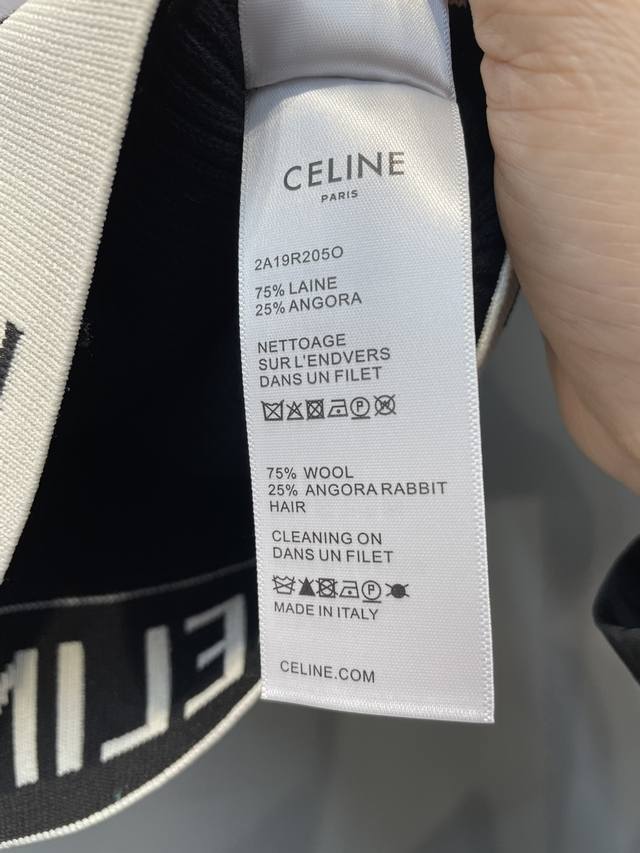 CELINE
PARIS
2A19R205O
75% LAINE
25% ANGORA
NETTOAGE
SUR L'ENDVERS
DANS UN FILET
P
W
75% WOOL
25% ANGORA RABBIT
HAIR
CLEANING ON
DANS UN FILET
P
MADE IN ITALY
CELINE.COM